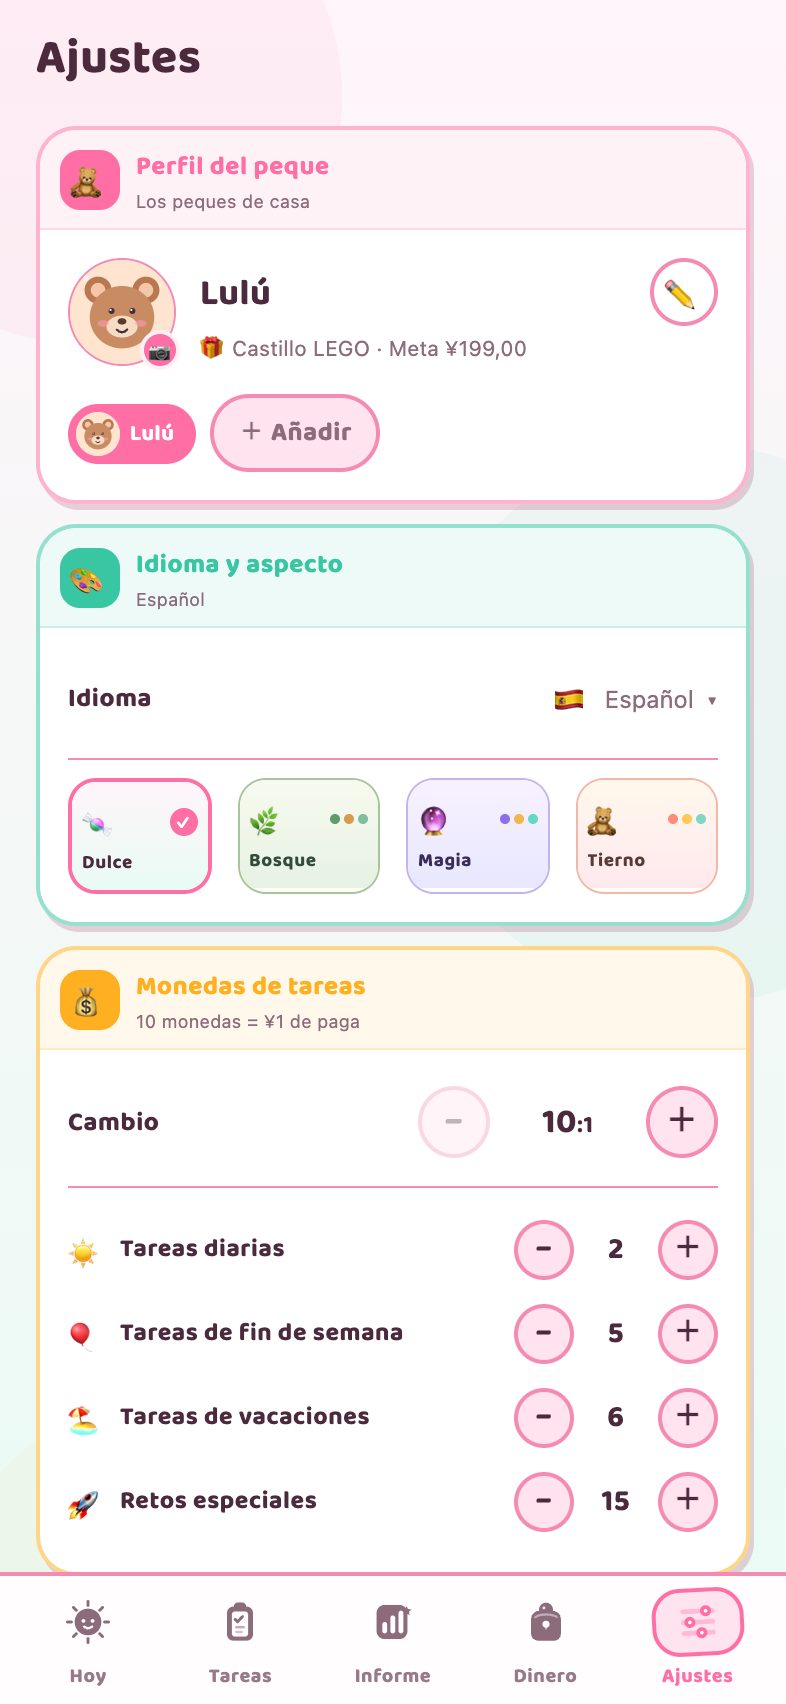 Ajustes
Perfil del peque
Los peques de casa
Lulú
Castillo LEGO · Meta ¥199,00
Lulú
+ Añadir
Idioma y aspecto
Español
Idioma
Español ▾
Dulce
Bosque
Magia
Tierno
Monedas de tareas
10 monedas = ¥1 de paga
Cambio - 10:1 +
Tareas diarias - 2 +
Tareas de fin de semana - 5 +
Tareas de vacaciones - 6 +
Retos especiales - 15 +
Hoy
Tareas
Informe
Dinero
Ajustes